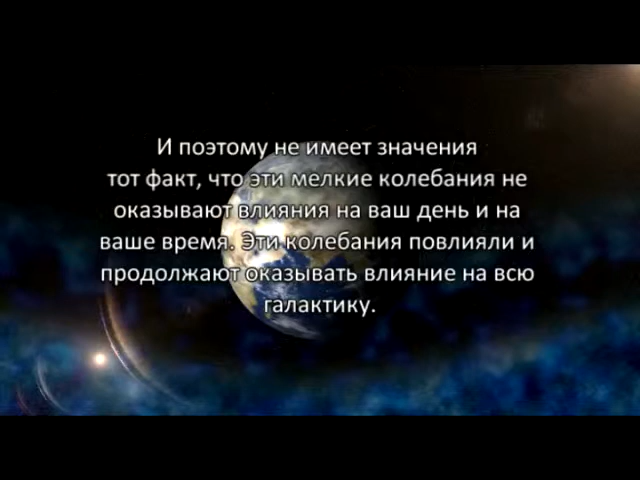 И поэтому не имеет значения
тот факт, что эти мелкие колебания не
оказывают влияния на ваш день и на
ваше время. Эти колебания повлияли и
продолжают оказывать влияние на всю
галактику.